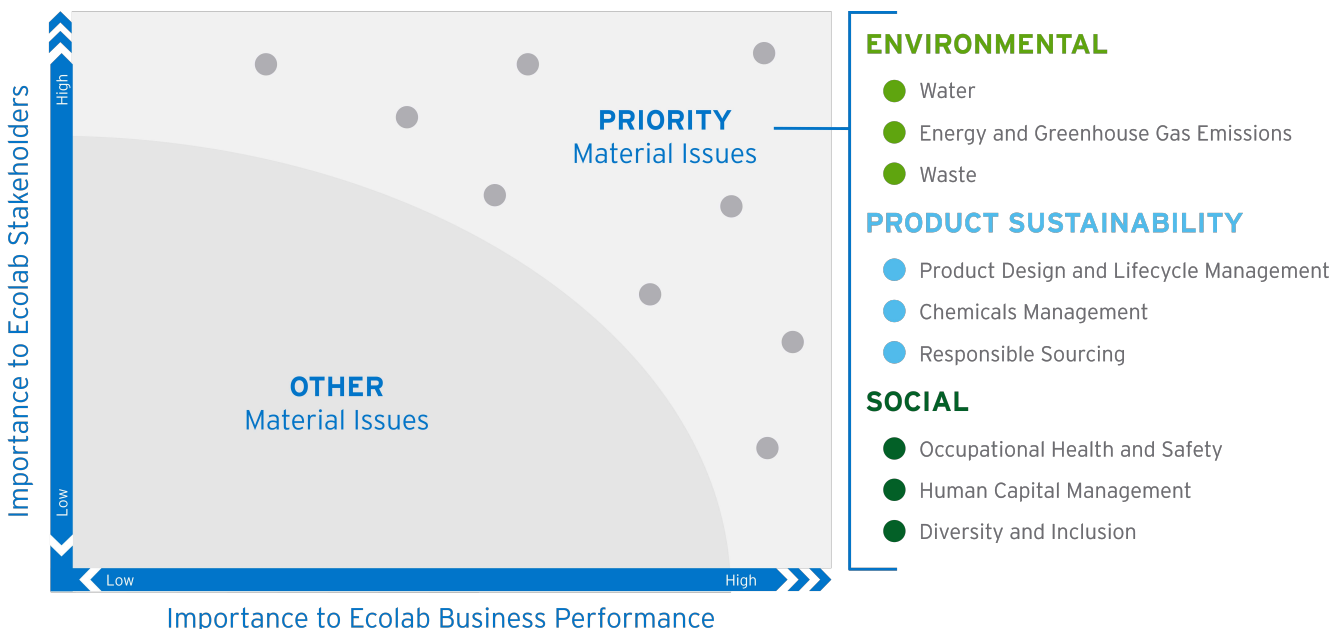 Importance to Ecolab Stakeholders
High
Low
PRIORITY
Material Issues
OTHER
Material Issues
Low
High
Importance to Ecolab Business Performance
ENVIRONMENTAL
Water
Energy and Greenhouse Gas Emissions
Waste
PRODUCT SUSTAINABILITY
Product Design and Lifecycle Management
Chemicals Management
Responsible Sourcing
SOCIAL
Occupational Health and Safety
Human Capital Management
Diversity and Inclusion